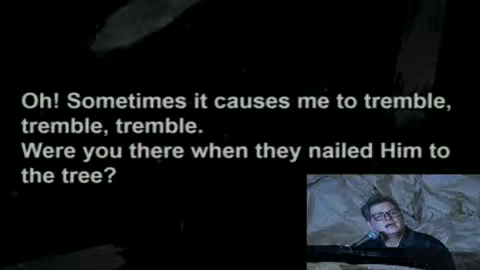 Oh! Sometimes it causes me to tremble,
tremble, tremble.
Were you there when they nailed Him to
the tree?